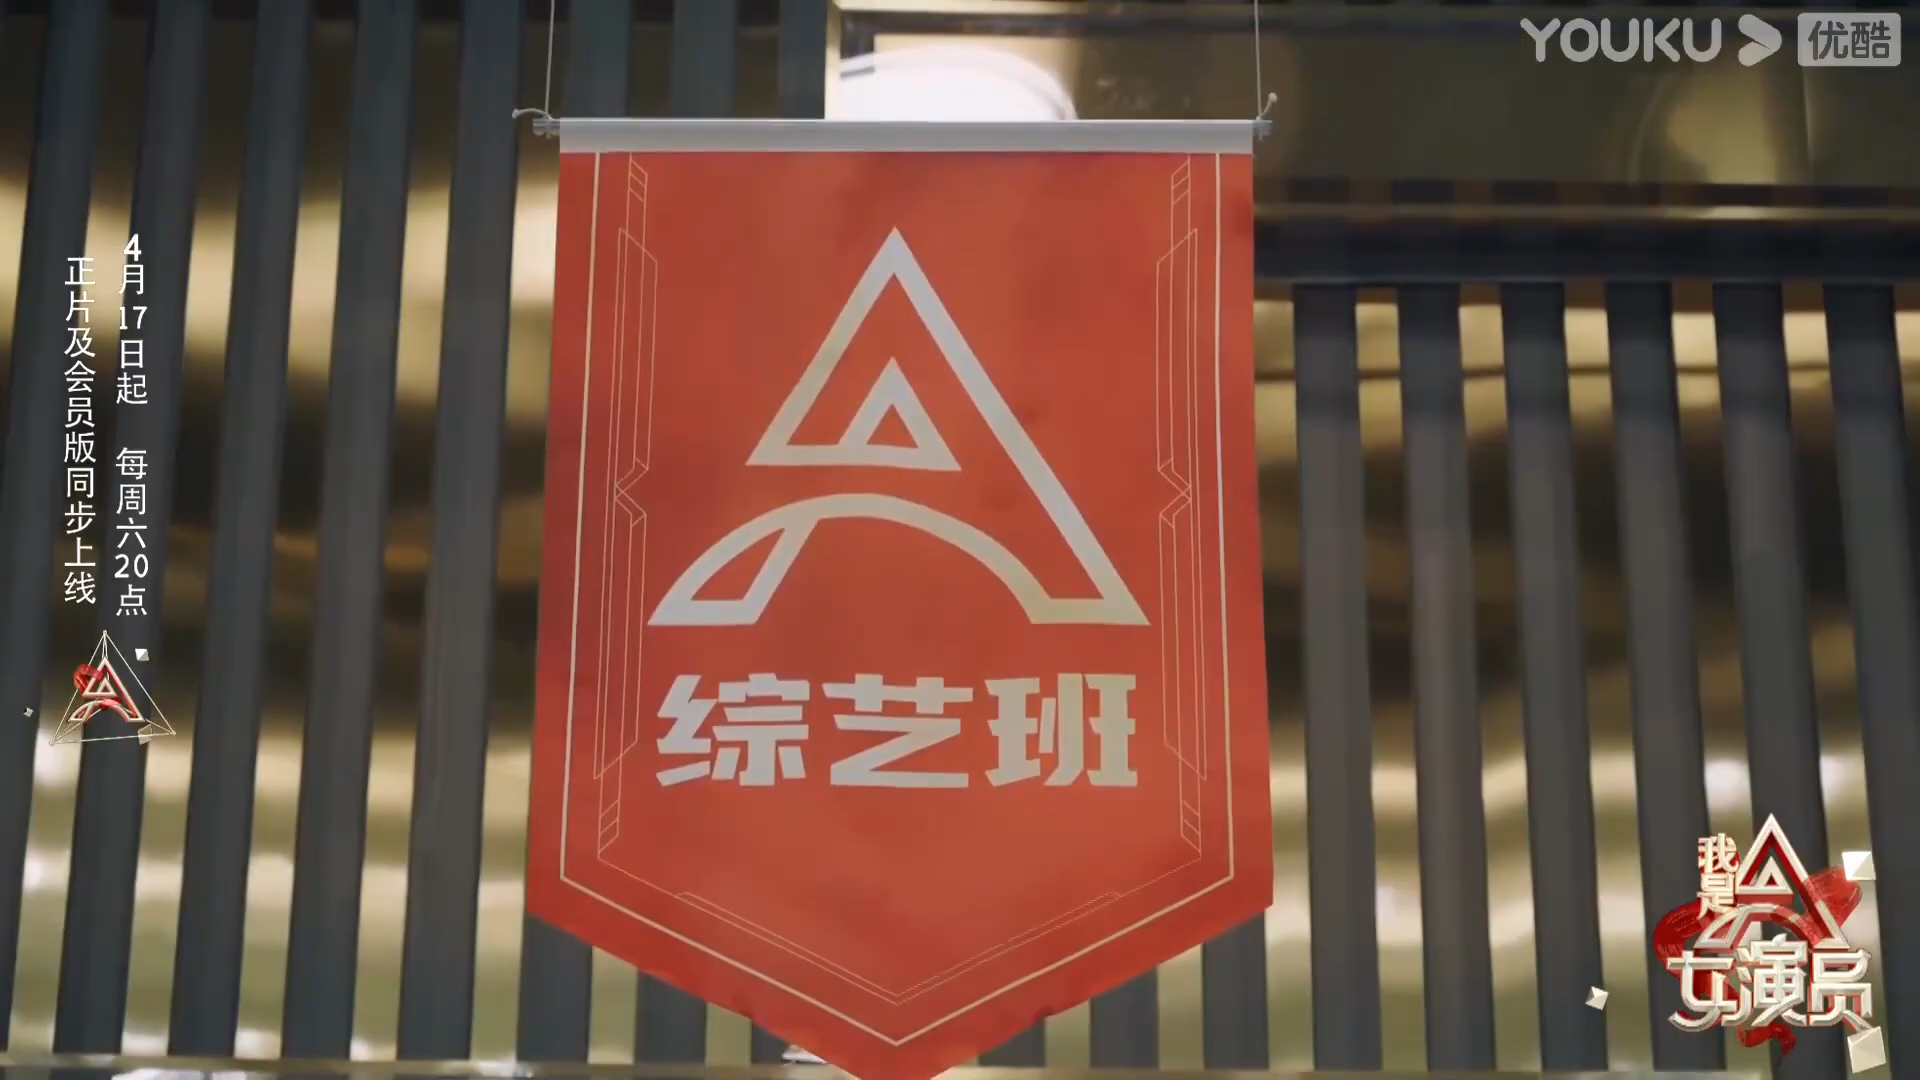 YOUKU 优酷
4月17日起 每周六20点
正片及会员版同步上线
综艺班
我是
女演员